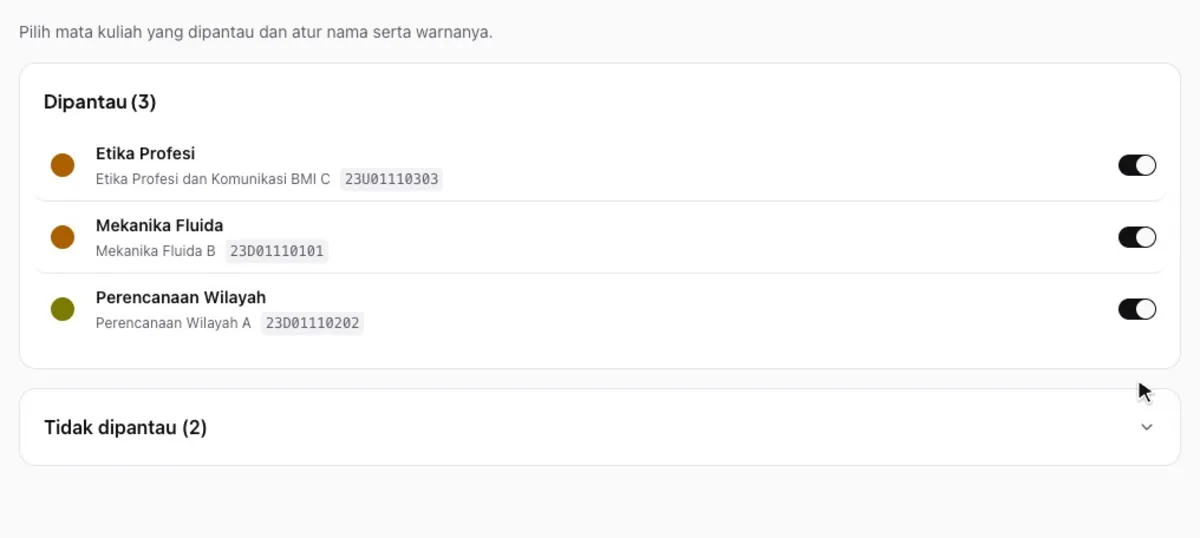 Pilih mata kuliah yang dipantau dan atur nama serta warnanya.
Dipantau (3)
Etika Profesi
Etika Profesi dan Komunikasi BMI C 23U01110303
Mekanika Fluida
Mekanika Fluida B 23D01110101
Perencanaan Wilayah
Perencanaan Wilayah A 23D01110202
Tidak dipantau (2)